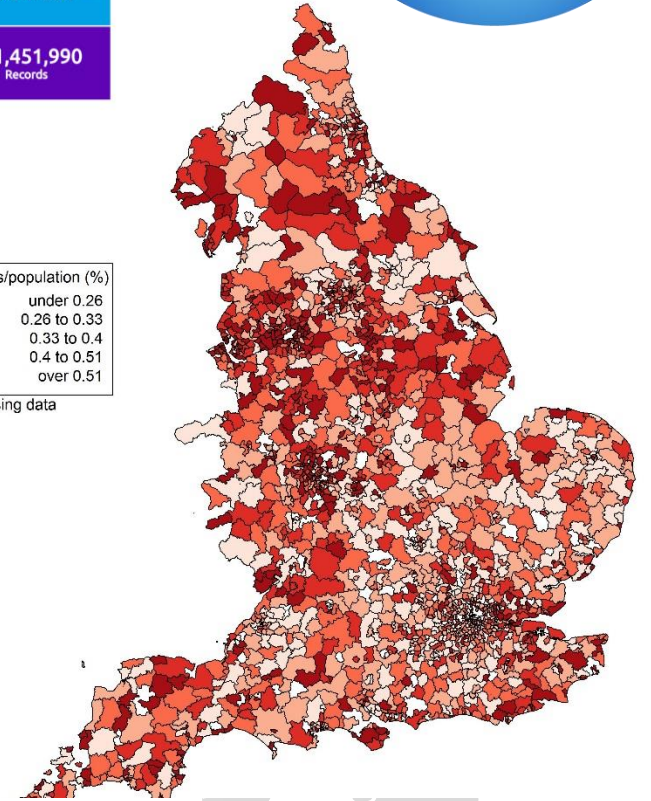 ,451,990
Records
s/population (%)
under 0.26
0.26 to 0.33
0.33 to 0.4
0.4 to 0.51
over 0.51
sing data